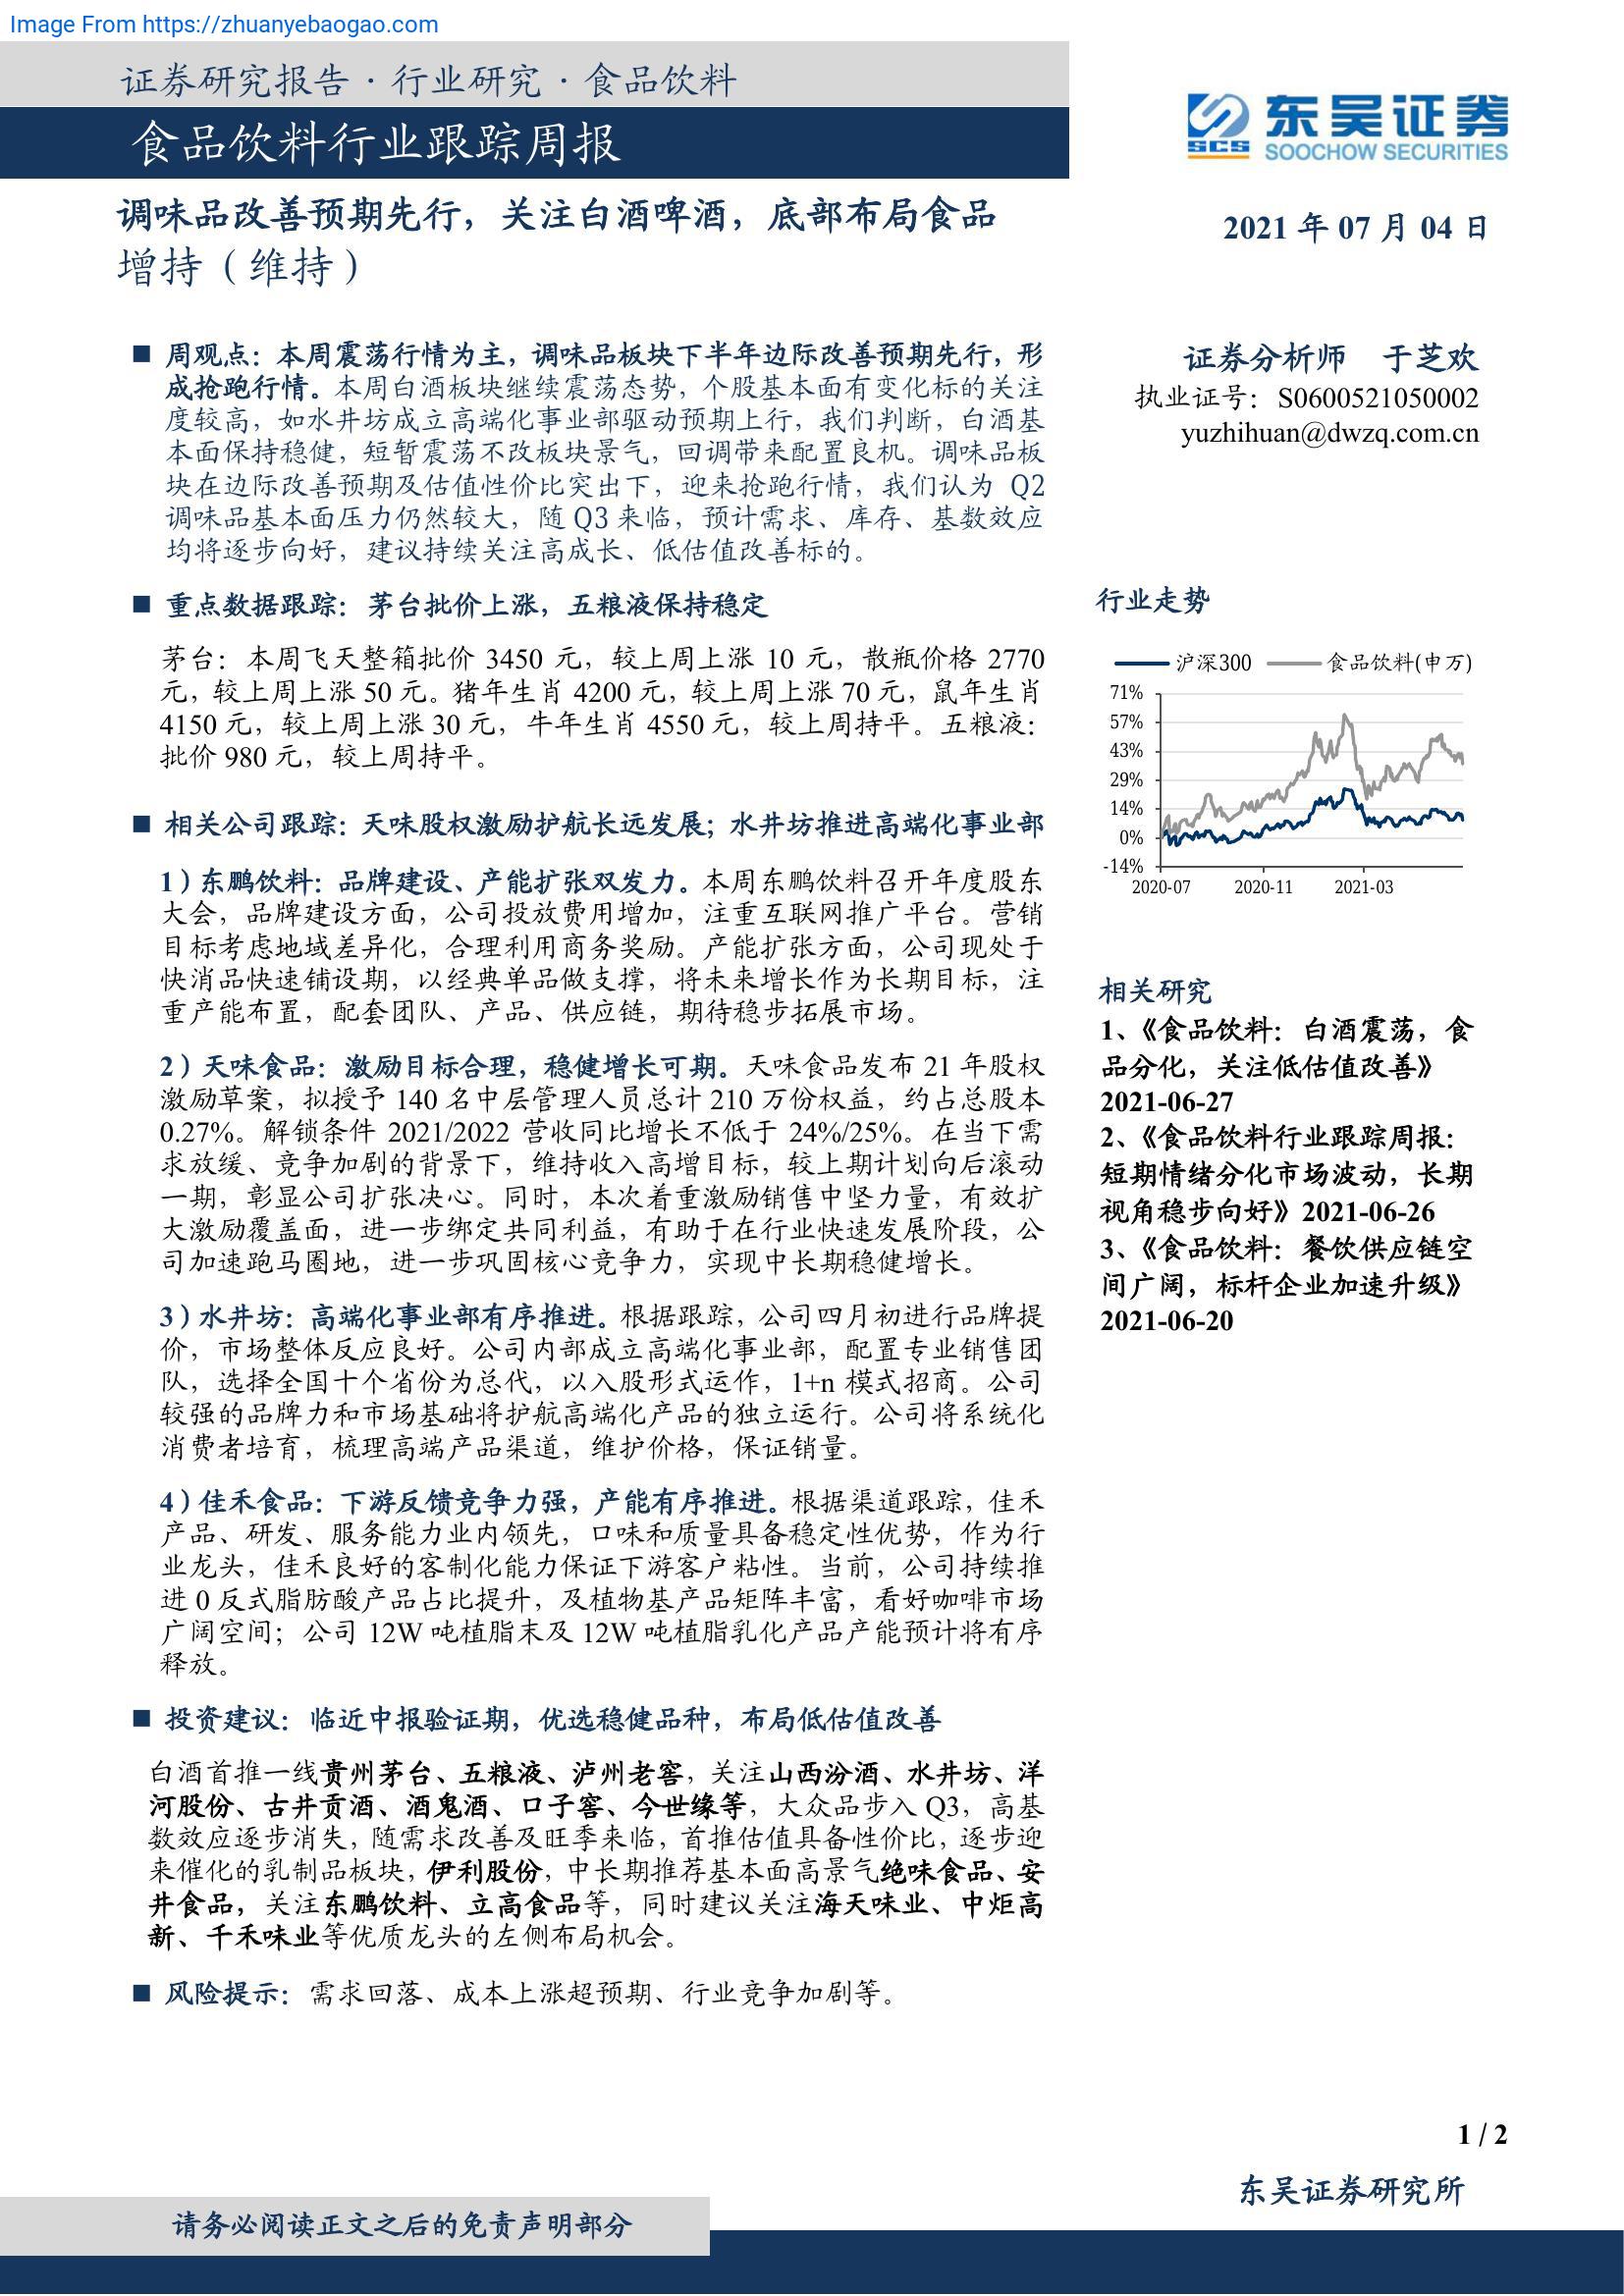 Image From https://zhuanyebaogao.com
证券研究报告·行业研究·食品饮料
食品饮料行业跟踪周报
东吴证券
SCS
SOOCHOW SECURITIES
调味品改善预期先行，关注白酒啤酒，底部布局食品
增持（维持）
2021 年 07 月 04 日
■ 周观点：本周震荡行情为主，调味品板块下半年边际改善预期先行，形
成抢跑行情。本周白酒板块继续震荡态势，个股基本面有变化标的关注
度较高，如水井坊成立高端化事业部驱动预期上行，我们判断，白酒基
本面保持稳健，短暂震荡不改板块景气，回调带来配置良机。调味品板
块在边际改善预期及估值性价比突出下，迎来抢跑行情，我们认为 Q2
调味品基本面压力仍然较大，随 Q3 来临，预计需求、库存、基数效应
均将逐步向好，建议持续关注高成长、低估值改善标的。
■ 重点数据跟踪：茅台批价上涨，五粮液保持稳定
茅台：本周飞天整箱批价 3450 元，较上周上涨 10 元，散瓶价格 2770
元，较上周上涨 50 元。猪年生肖 4200 元，较上周上涨 70 元，鼠年生肖
4150 元，较上周上涨 30 元，牛年生肖 4550 元，较上周持平。五粮液：
批价 980 元，较上周持平。
■ 相关公司跟踪：天味股权激励护航长远发展；水井坊推进高端化事业部
1）东鹏饮料：品牌建设、产能扩张双发力。本周东鹏饮料召开年度股东
大会，品牌建设方面，公司投放费用增加，注重互联网推广平台。营销
目标考虑地域差异化，合理利用商务奖励。产能扩张方面，公司现处于
快消品快速铺设期，以经典单品做支撑，将未来增长作为长期目标，注
重产能布置，配套团队、产品、供应链，期待稳步拓展市场。
2）天味食品：激励目标合理，稳健增长可期。天味食品发布 21 年股权
激励草案，拟授予 140 名中层管理人员总计 210 万份权益，约占总股本
0.27%。解锁条件 2021/2022 营收同比增长不低于 24%/25%。在当下需
求放缓、竞争加剧的背景下，维持收入高增目标，较上期计划向后滚动
一期，彰显公司扩张决心。同时，本次着重激励销售中坚力量，有效扩
大激励覆盖面，进一步绑定共同利益，有助于在行业快速发展阶段，公
司加速跑马圈地，进一步巩固核心竞争力，实现中长期稳健增长。
3）水井坊：高端化事业部有序推进。根据跟踪，公司四月初进行品牌提
价，市场整体反应良好。公司内部成立高端化事业部，配置专业销售团
队，选择全国十个省份为总代，以入股形式运作，1+n 模式招商。公司
较强的品牌力和市场基础将护航高端化产品的独立运行。公司将系统化
消费者培育，梳理高端产品渠道，维护价格，保证销量。
4）佳禾食品：下游反馈竞争力强，产能有序推进。根据渠道跟踪，佳禾
产品、研发、服务能力业内领先，口味和质量具备稳定性优势，作为行
业龙头，佳禾良好的客制化能力保证下游客户粘性。当前，公司持续推
进 0 反式脂肪酸产品占比提升，及植物基产品矩阵丰富，看好咖啡市场
广阔空间；公司 12W 吨植脂末及 12W 吨植脂乳化产品产能预计将有序
释放。
■ 投资建议：临近中报验证期，优选稳健品种，布局低估值改善
白酒首推一线贵州茅台、五粮液、泸州老窖，关注山西汾酒、水井坊、洋
河股份、古井贡酒、酒鬼酒、口子窖、今世缘等，大众品步入 Q3，高基
数效应逐步消失，随需求改善及旺季来临，首推估值具备性价比，逐步迎
来催化的乳制品板块，伊利股份，中长期推荐基本面高景气绝味食品、安
井食品，关注东鹏饮料、立高食品等，同时建议关注海天味业、中炬高
新、千禾味业等优质龙头的左侧布局机会。
■ 风险提示：需求回落、成本上涨超预期、行业竞争加剧等。
证券分析师 于芝欢
执业证号：S0600521050002
yuzhihuan@dwzq.com.cn
行业走势
沪深300 食品饮料(申万)
71%
57%
43%
29%
14%
0%
-14%
2020-07 2020-11 2021-03
相关研究
1、《食品饮料：白酒震荡，食
品分化，关注低估值改善》
2021-06-27
2、《食品饮料行业跟踪周报：
短期情绪分化市场波动，长期
视角稳步向好》2021-06-26
3、《食品饮料：餐饮供应链空
间广阔，标杆企业加速升级》
2021-06-20
1 / 2
东吴证券研究所
请务必阅读正文之后的免责声明部分